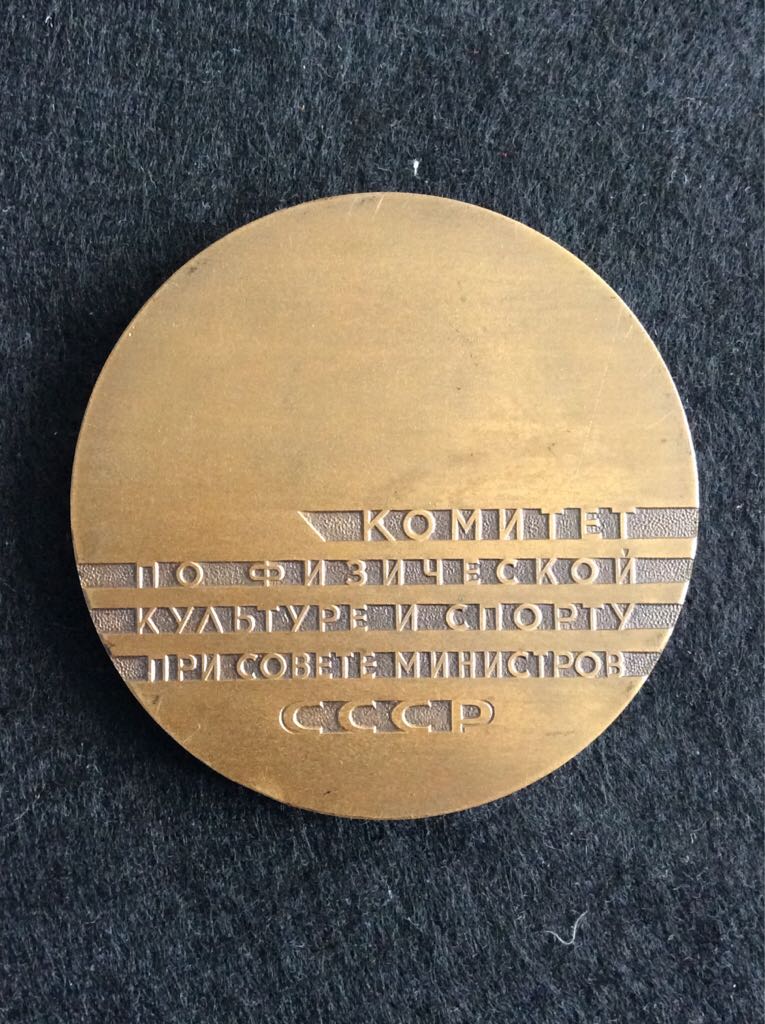 КОМИТЕТ
ПО ФИЗИЧЕСКОЙ
КУЛЬТУРЕ И СПОРТУ
ПРИ СОВЕТЕ МИНИСТРОВ
СССР